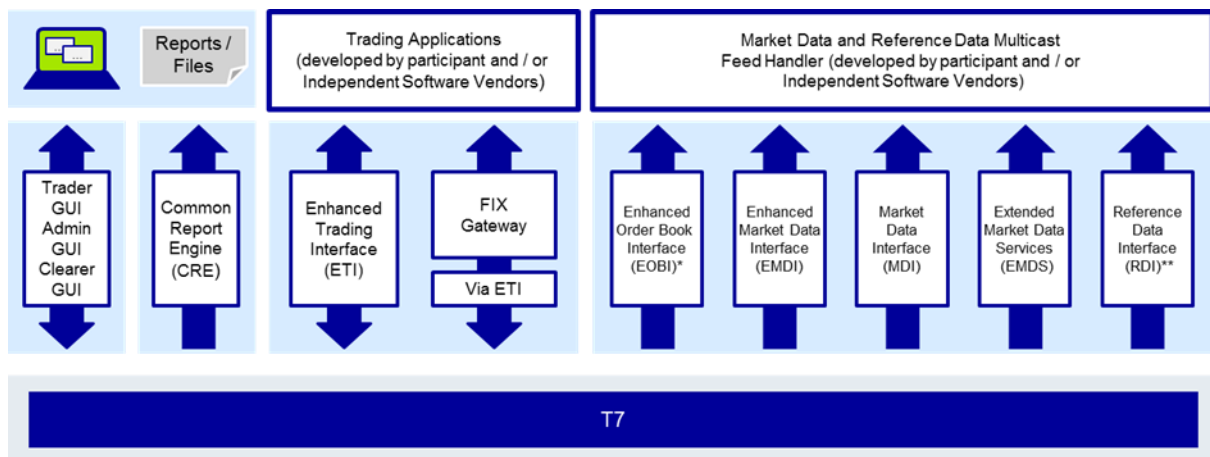 Reports /
Files
Trading Applications
(developed by participant and / or
Independent Software Vendors)
Market Data and Reference Data Multicast
Feed Handler (developed by participant and / or
Independent Software Vendors)
Trader
GUI
Admin
GUI
Clearer
GUI
Common
Report
Engine
(CRE)
Enhanced
Trading
Interface
(ETI)
FIX
Gateway
Via ETI
Enhanced
Order Book
Interface
(EOBI)*
Enhanced
Market Data
Interface
(EMDI)
Market
Data
Interface
(MDI)
Extended
Market Data
Services
(EMDS)
Reference
Data
Interface
(RDI)**
T7